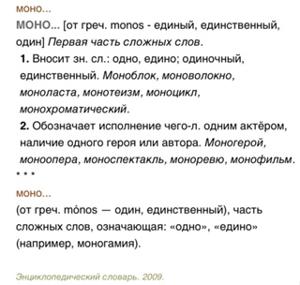 моно...
МОНО... [от греч. monos - единый, единственный,
один] Первая часть сложных слов.
1. Вносит зн. сл.: одно, едино; одиночный,
единственный. Моноблок, моноволокно,
моноласта, монотеизм, моноцикл,
монохроматический.
2. Обозначает исполнение чего-л. одним актёром,
наличие одного героя или автора. Моногерой,
моноопера, моноспектакль, моноревю, монофильм.
* * *
моно...
(от греч. mónos — один, единственный), часть
сложных слов, означающая: «одно», «едино»
(например, моногамия).
Энциклопедический словарь. 2009.